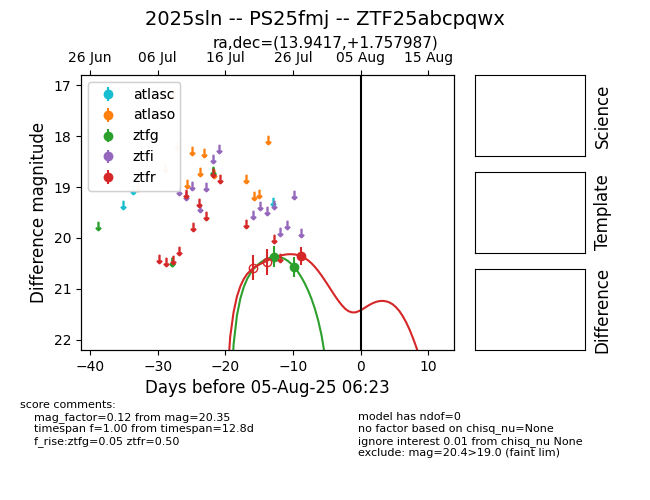 2025sln -- PS25fmj -- ZTF25abcpqwx
ra,dec=(13.9417,+1.757987)
26 Jun 06 Jul 16 Jul 26 Jul 05 Aug 15 Aug
17
18
19
20
21
22
Difference magnitude
atlasc
atlaso
ztfg
ztfi
ztfr
−40 −30 −20 −10 0 10
Days before 05-Aug-25 06:23
Science
Template
Difference
score comments:
mag_factor=0.12 from mag=20.35
timespan f=1.00 from timespan=12.8d
f_rise:ztfg=0.05 ztfr=0.50
model has ndof=0
no factor based on chisq_nu=None
ignore interest 0.01 from chisq_nu None
exclude: mag=20.4>19.0 (faint lim)